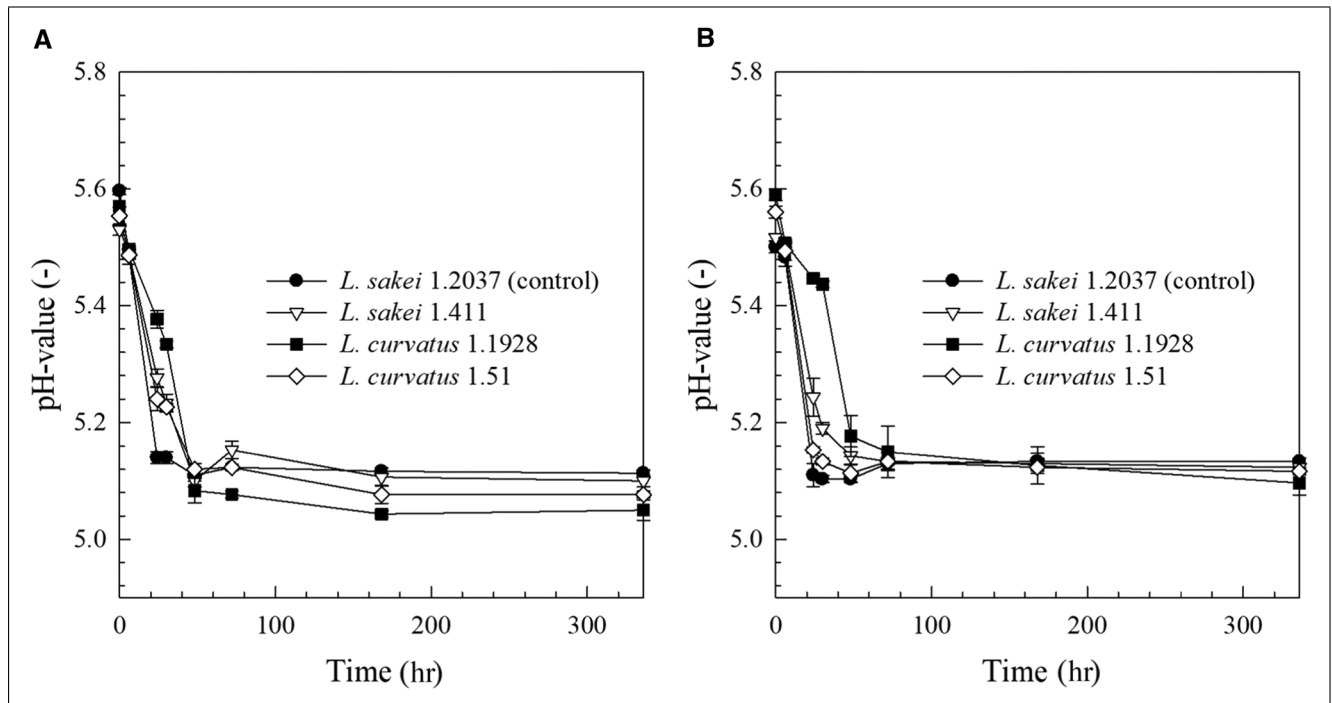 A
5.8
5.6
5.4
5.2
5.0
pH-value (-)
L. sakei 1.2037 (control)
L. sakei 1.411
L. curvatus 1.1928
L. curvatus 1.51
0
100
200
300
Time (hr)
B
5.8
5.6
5.4
5.2
5.0
pH-value (-)
L. sakei 1.2037 (control)
L. sakei 1.411
L. curvatus 1.1928
L. curvatus 1.51
0
100
200
300
Time (hr)